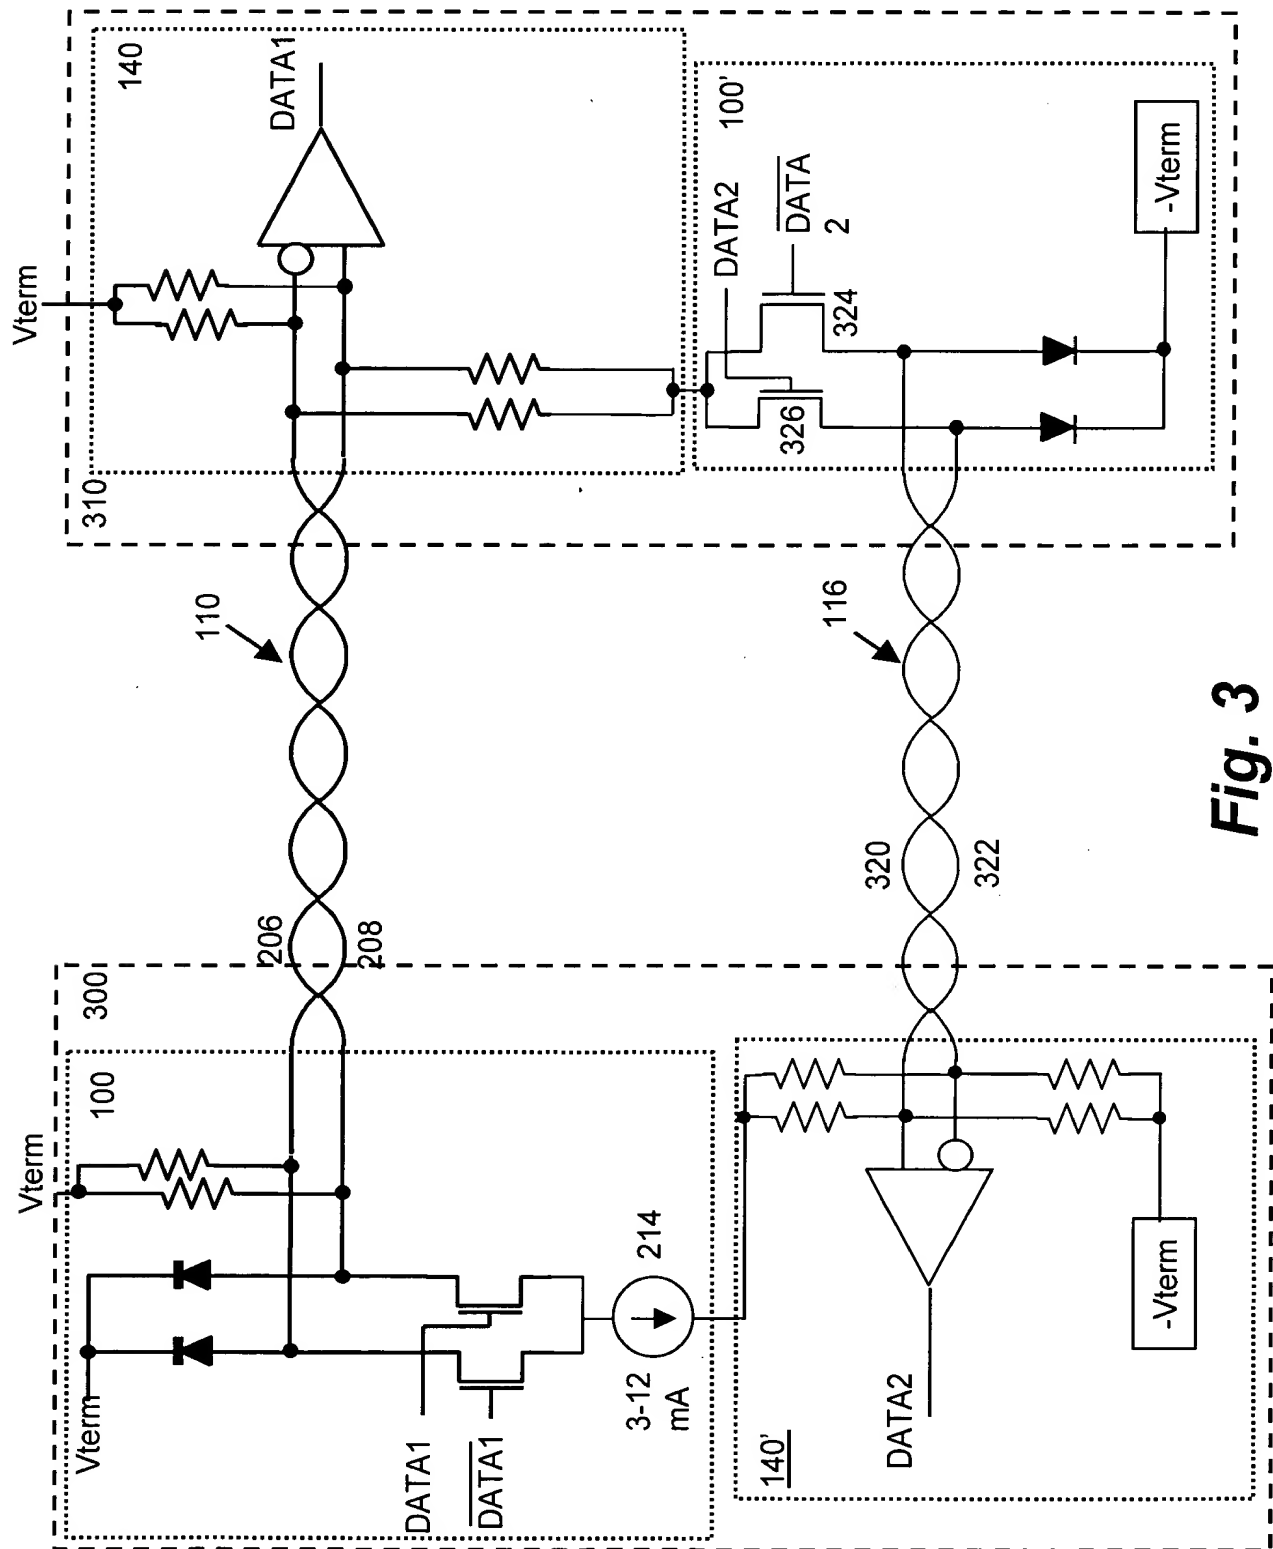 Vterm
310
140
DATA1
100'
DATA2
DATA
2
324
326
-Vterm
110
116
206
208
320
322
300
Vterm
100
Vterm
DATA1
DATA1
3-12
mA
214
140'
DATA2
-Vterm
Fig. 3